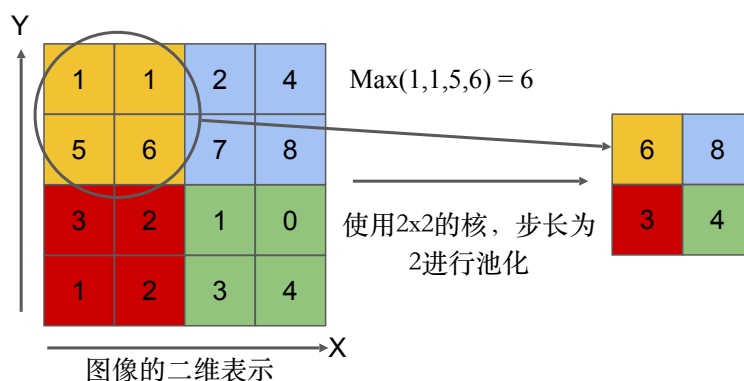 Y
1 1 2 4
Max(1,1,5,6) = 6
5 6 7 8
6 8
3 2 1 0
3 4
使用2x2的核，步长为
2进行池化
1 2 3 4
X
图像的二维表示